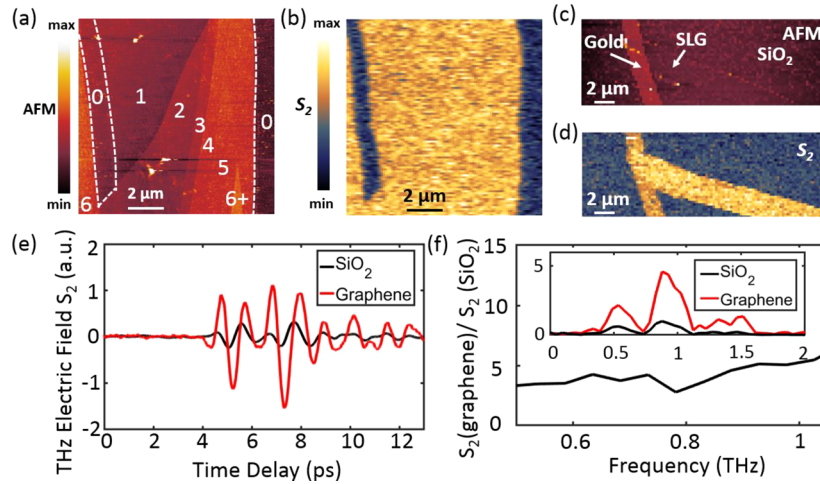 (a)
max
AFM
min
0
1
2
3
4
5
6
6+
0
2 μm
(b)
max
S2
min
2 μm
(c)
AFM
Gold
SLG
SiO2
2 μm
(d)
S2
2 μm
(e)
THz Electric Field S2 (a.u.)
2
1
0
-1
-2
SiO2
Graphene
0 2 4 6 8 10 12
Time Delay (ps)
(f)
S2(graphene)/ S2 (SiO2)
15
10
5
0
5
0
SiO2
Graphene
0 0.5 1 1.5 2
0.6 0.8 1
Frequency (THz)